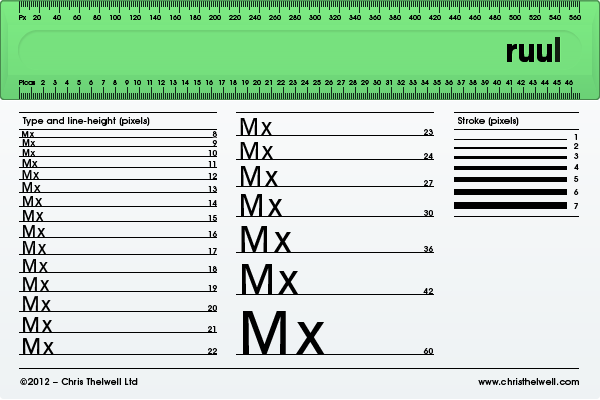 Px 20 40 60 80 100 120 140 160 180 200 220 240 260 280 300 320 340 360 380 400 420 440 460 480 500 520 540 560
ruul
Picas 2 3 4 5 6 7 8 9 10 11 12 13 14 15 16 17 18 19 20 21 22 23 24 25 26 27 28 29 30 31 32 33 34 35 36 37 38 39 40 41 42 43 44 45 46
Type and line-height (pixels)
Mx 8
Mx 9
Mx 10
Mx 11
Mx 12
Mx 13
Mx 14
Mx 15
Mx 16
Mx 17
Mx 18
Mx 19
Mx 20
Mx 21
Mx 22
Mx 23
Mx 24
Mx 27
Mx 30
Mx 36
Mx 42
Mx 60
Stroke (pixels)
1
2
3
4
5
6
7
©2012 – Chris Thelwell Ltd
www.christhelwell.com